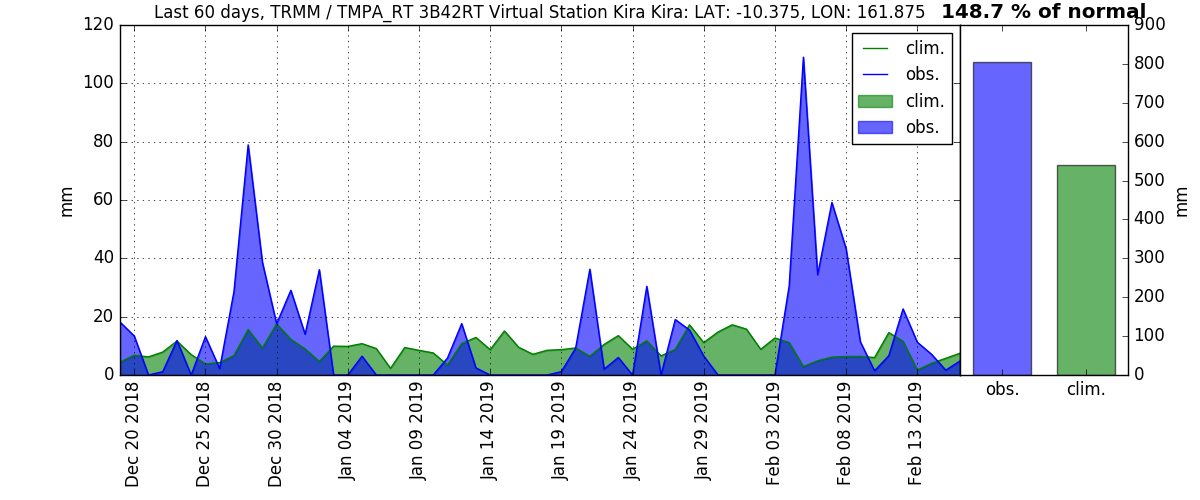 Last 60 days, TRMM / TMPA_RT 3B42RT Virtual Station Kira Kira: LAT: -10.375, LON: 161.875 148.7 % of normal
120
100
80
60
40
20
0
mm
clim.
obs.
clim.
obs.
900
800
700
600
500
400
300
200
100
0
mm
obs.
clim.
Dec 20 2018
Dec 25 2018
Dec 30 2018
Jan 04 2019
Jan 09 2019
Jan 14 2019
Jan 19 2019
Jan 24 2019
Jan 29 2019
Feb 03 2019
Feb 08 2019
Feb 13 2019